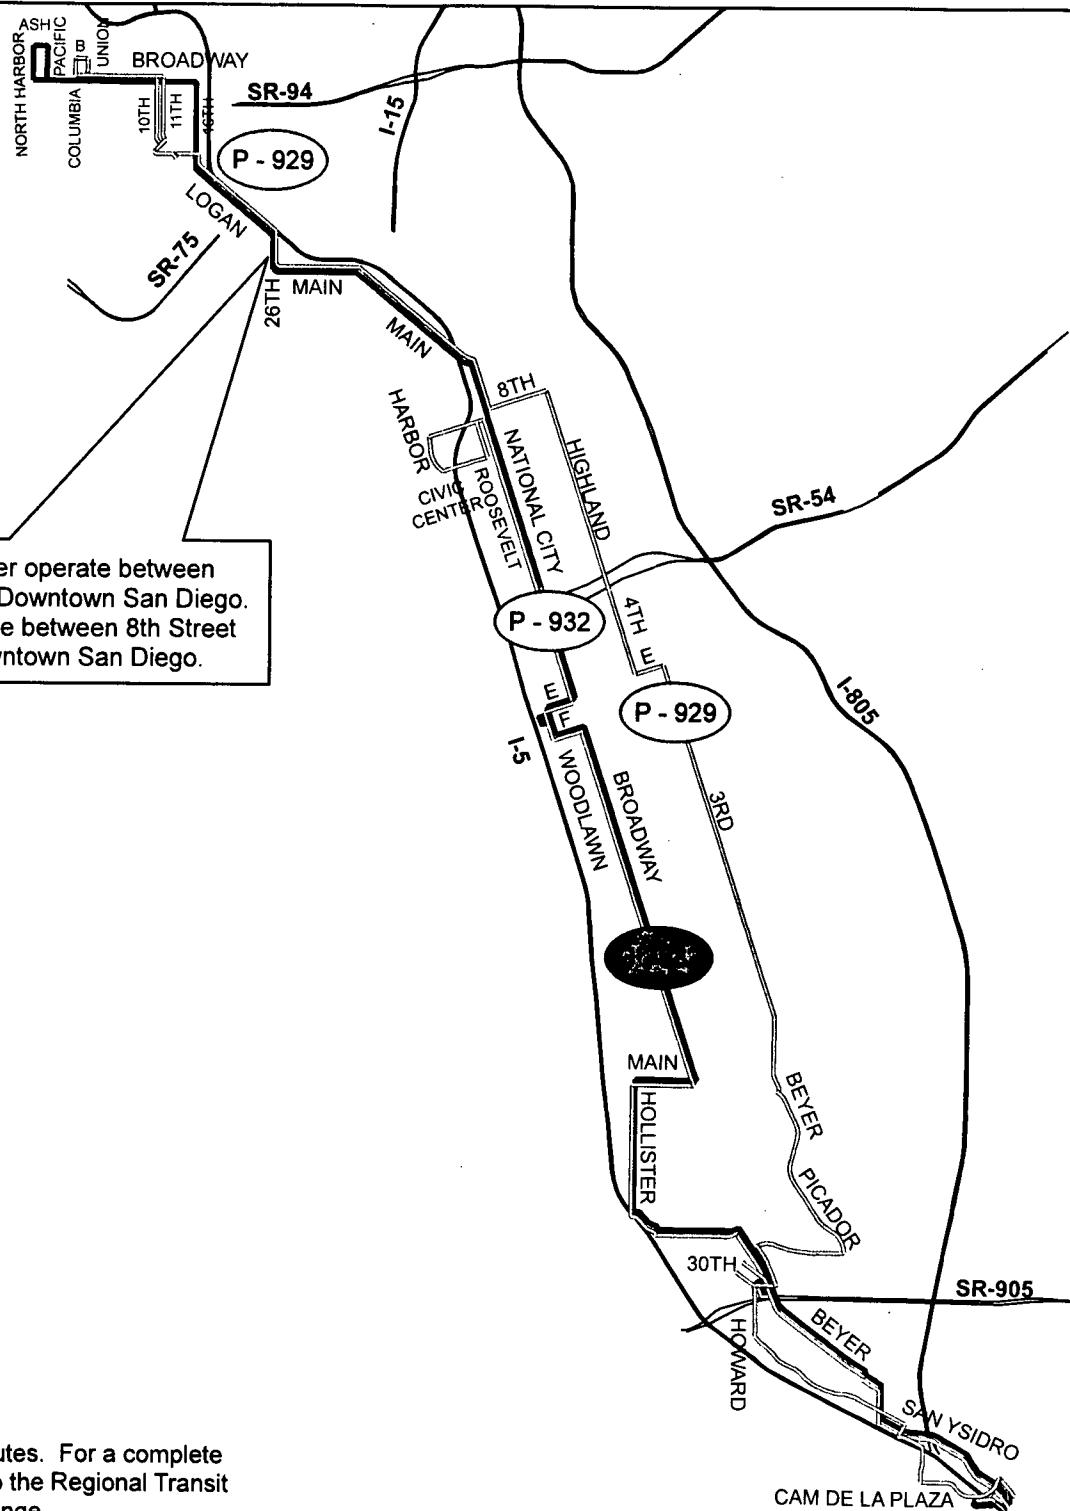 ASH
NORTH HARBOR
PACIFIC
B
UNION
BROADWAY
COLUMBIA
10TH
11TH
16TH
SR-94
I-15
P - 929
LOGAN
SR-75
26TH
MAIN
MAIN
8TH
HARBOR
CIVIC
CENTER
ROOSEVELT
NATIONAL CITY
HIGHLAND
SR-54
er operate between
Downtown San Diego.
e between 8th Street
wntown San Diego.
P - 932
4TH
E
P - 929
E
F
I-5
I-805
WOODLAWN
BROADWAY
3RD
MAIN
HOLLISTER
BEYER
PICADOR
30TH
SR-905
HOWARD
BEYER
SAN YSIDRO
CAM DE LA PLAZA
utes.  For a complete
o the Regional Transit